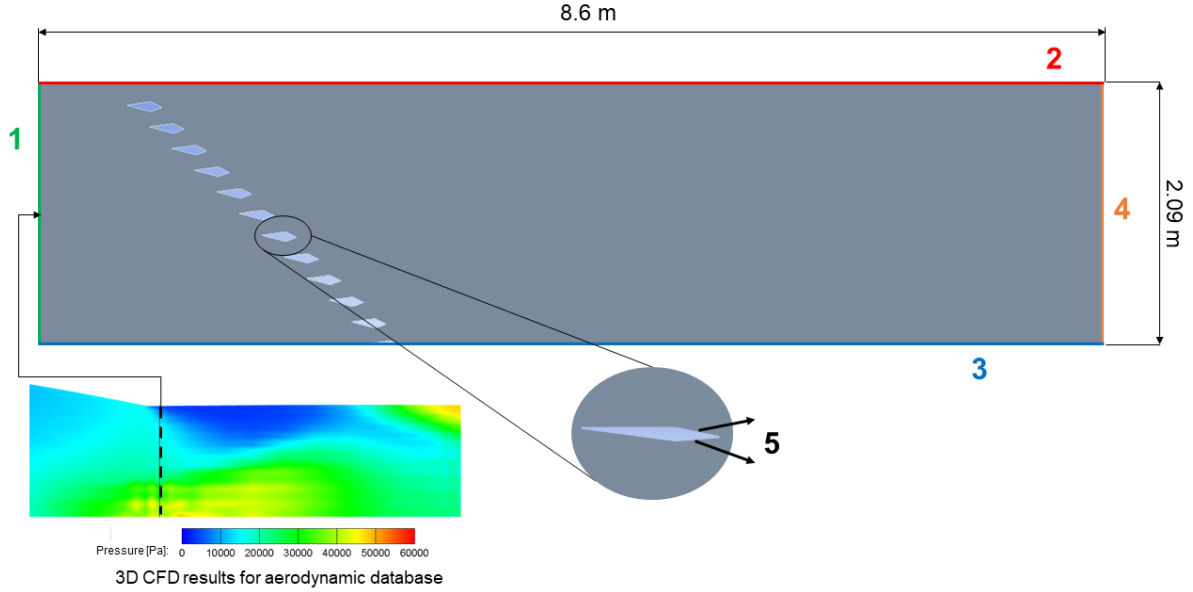 8.6 m
2
1
2.09 m
4
3
5
Pressure [Pa]: 0 10000 20000 30000 40000 50000 60000
3D CFD results for aerodynamic database